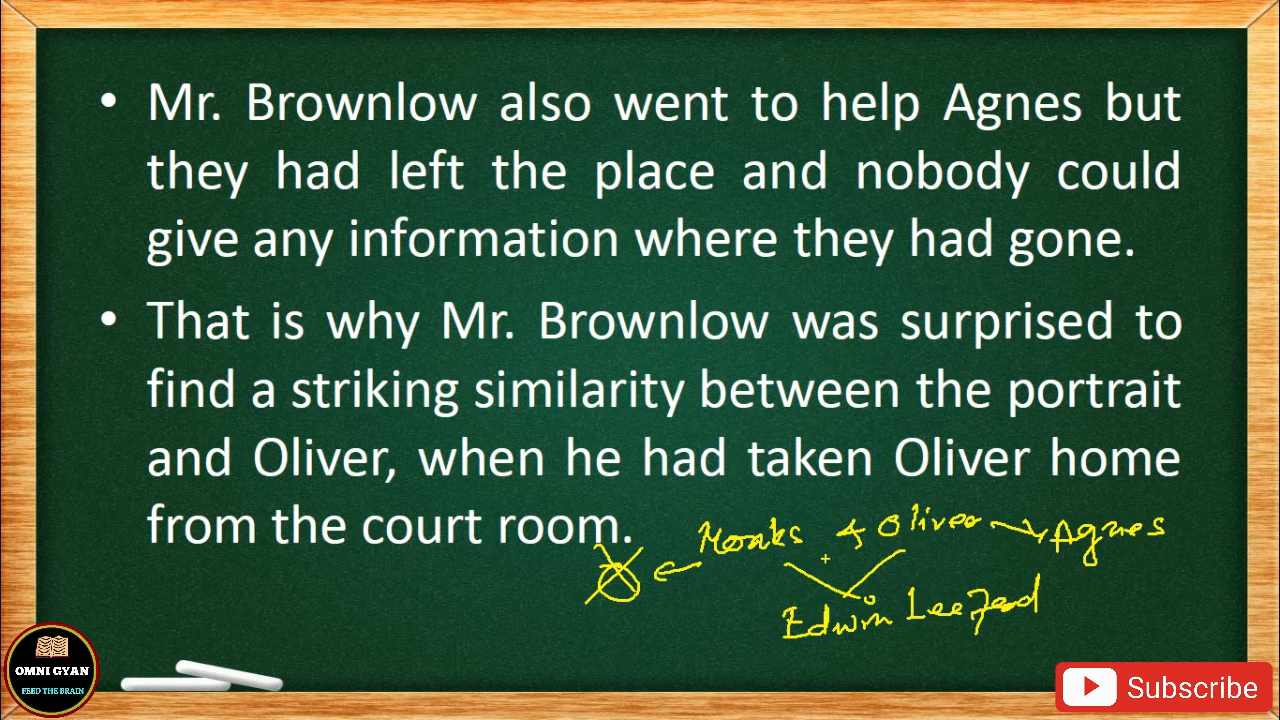 • Mr. Brownlow also went to help Agnes but
they had left the place and nobody could
give any information where they had gone.
• That is why Mr. Brownlow was surprised to
find a striking similarity between the portrait
and Oliver, when he had taken Oliver home
from the court room.
Monks & Oliver → Agnes
Edwin Leeford
OMNI GYAN
FEED THE BRAIN
Subscribe